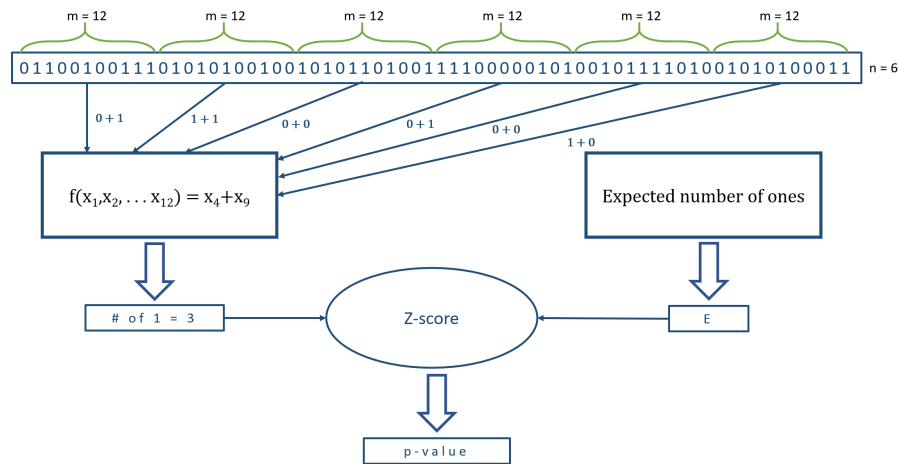 m = 12
m = 12
m = 12
m = 12
m = 12
m = 12
011001001110101010100100101010110100111110000010100101111010010101000011
n = 6
0 + 1
1 + 1
0 + 0
0 + 1
0 + 0
1 + 0
f(x₁,x₂, . . . x₁₂) = x₄+x₉
Expected number of ones
# of 1 = 3
Z-score
E
p-value